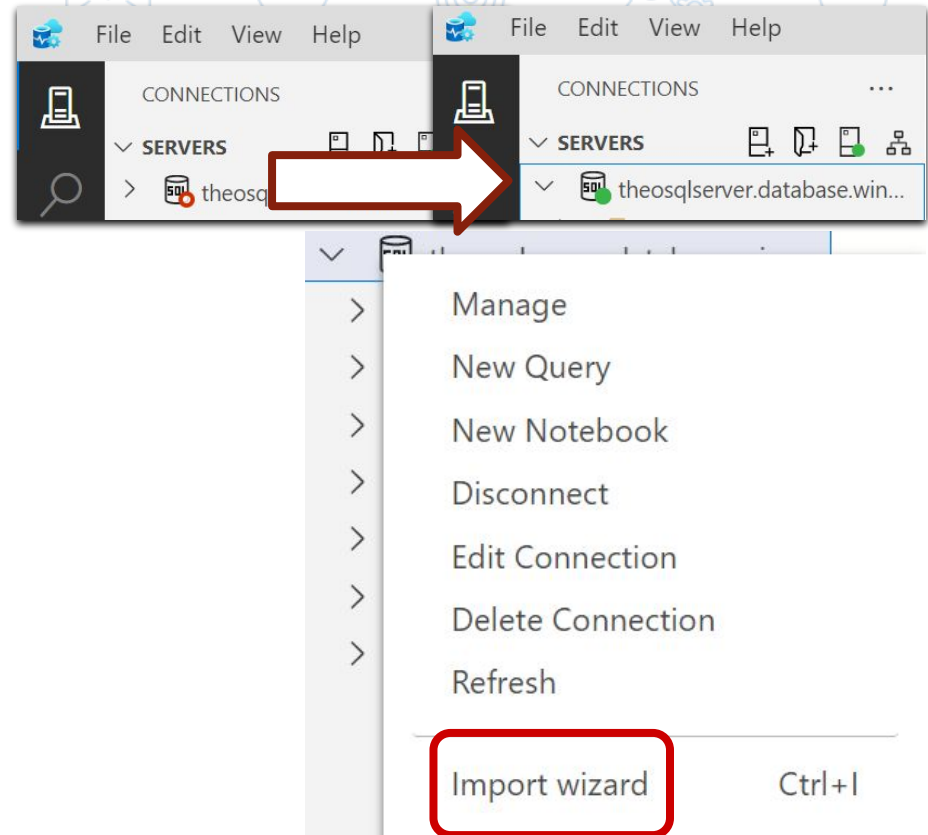 File Edit View Help
CONNECTIONS
SERVERS
theosq
File Edit View Help
CONNECTIONS
SERVERS
theosqlserver.database.win...
Manage
New Query
New Notebook
Disconnect
Edit Connection
Delete Connection
Refresh
Import wizard Ctrl+I